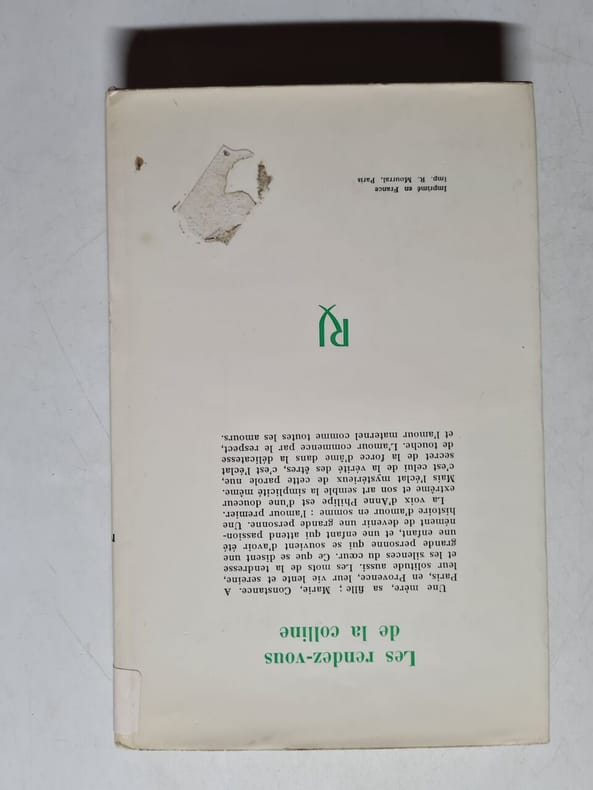 Les rendez-vous
de la colline
Une mère, sa fille ; Marie, Constance. A
Paris, en Provence, leur vie lente et sereine,
leur solitude aussi. Les mots de la tendresse
et les silences du cœur. Ce que se disent une
grande personne qui se souvient d'avoir été
une enfant, et une enfant qui attend passion-
nément de devenir une grande personne. Une
histoire d'amour en somme : l'amour premier.
La voix d'Anne Philipe est d'une douceur
extrême et son art semble la simplicité même.
Mais l'éclat mystérieux de cette parole nue,
c'est celui de la vérité des êtres, c'est l'éclat
secret de la force d'âme dans la délicatesse
de touche. L'amour commence par le respect,
et l'amour maternel comme toutes les amours.
RJ
Imprimé en France
Imp. R. Mourral, Paris